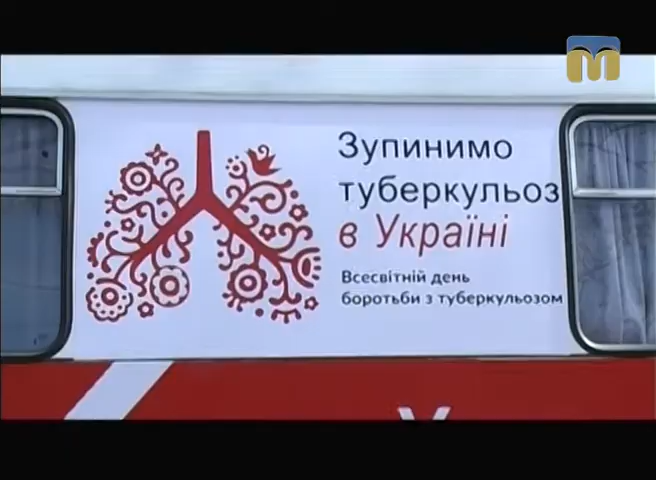 Зупинимо
туберкульоз
в Україні
Всесвітній день
боротьби з туберкульозом